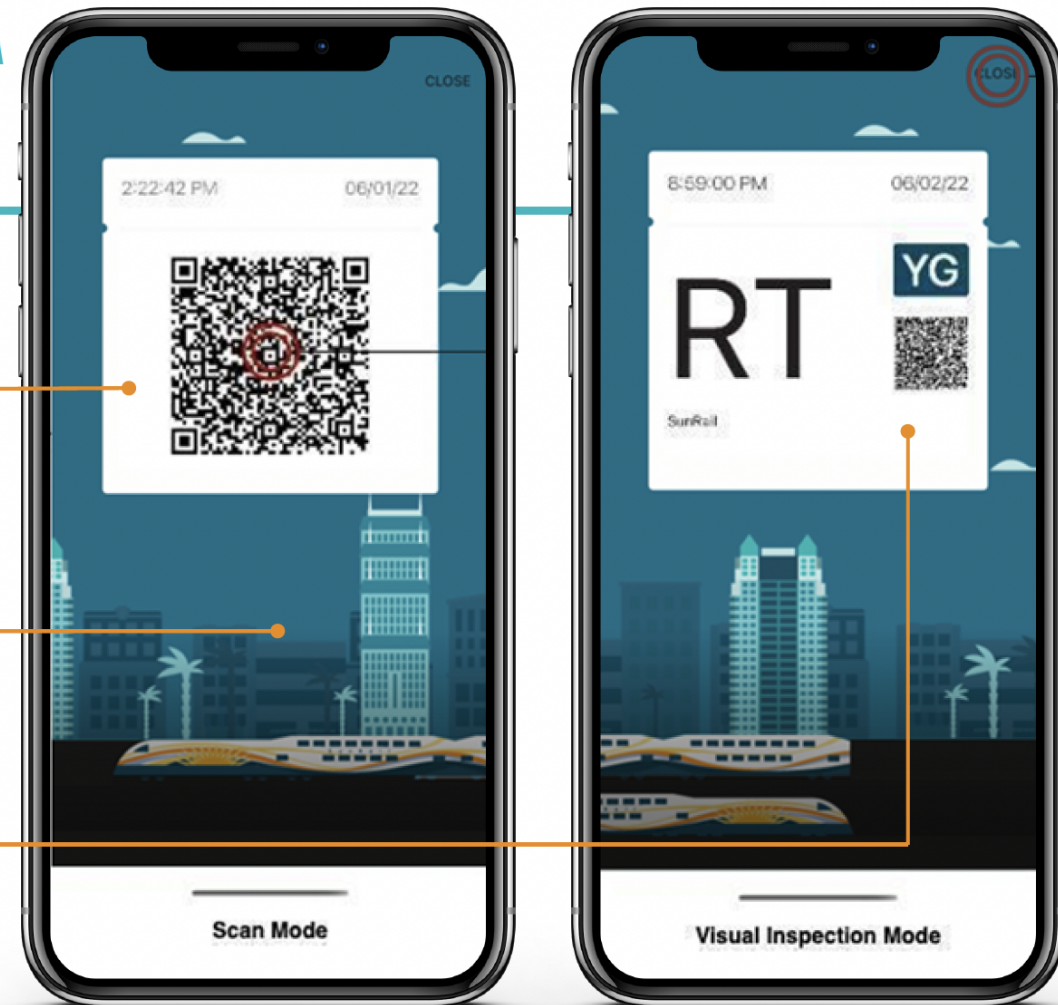 CLOSE
2:22:42 PM 06/01/22
Scan Mode
CLOSE
8:59:00 PM 06/02/22
YG
RT
SunRail
Visual Inspection Mode